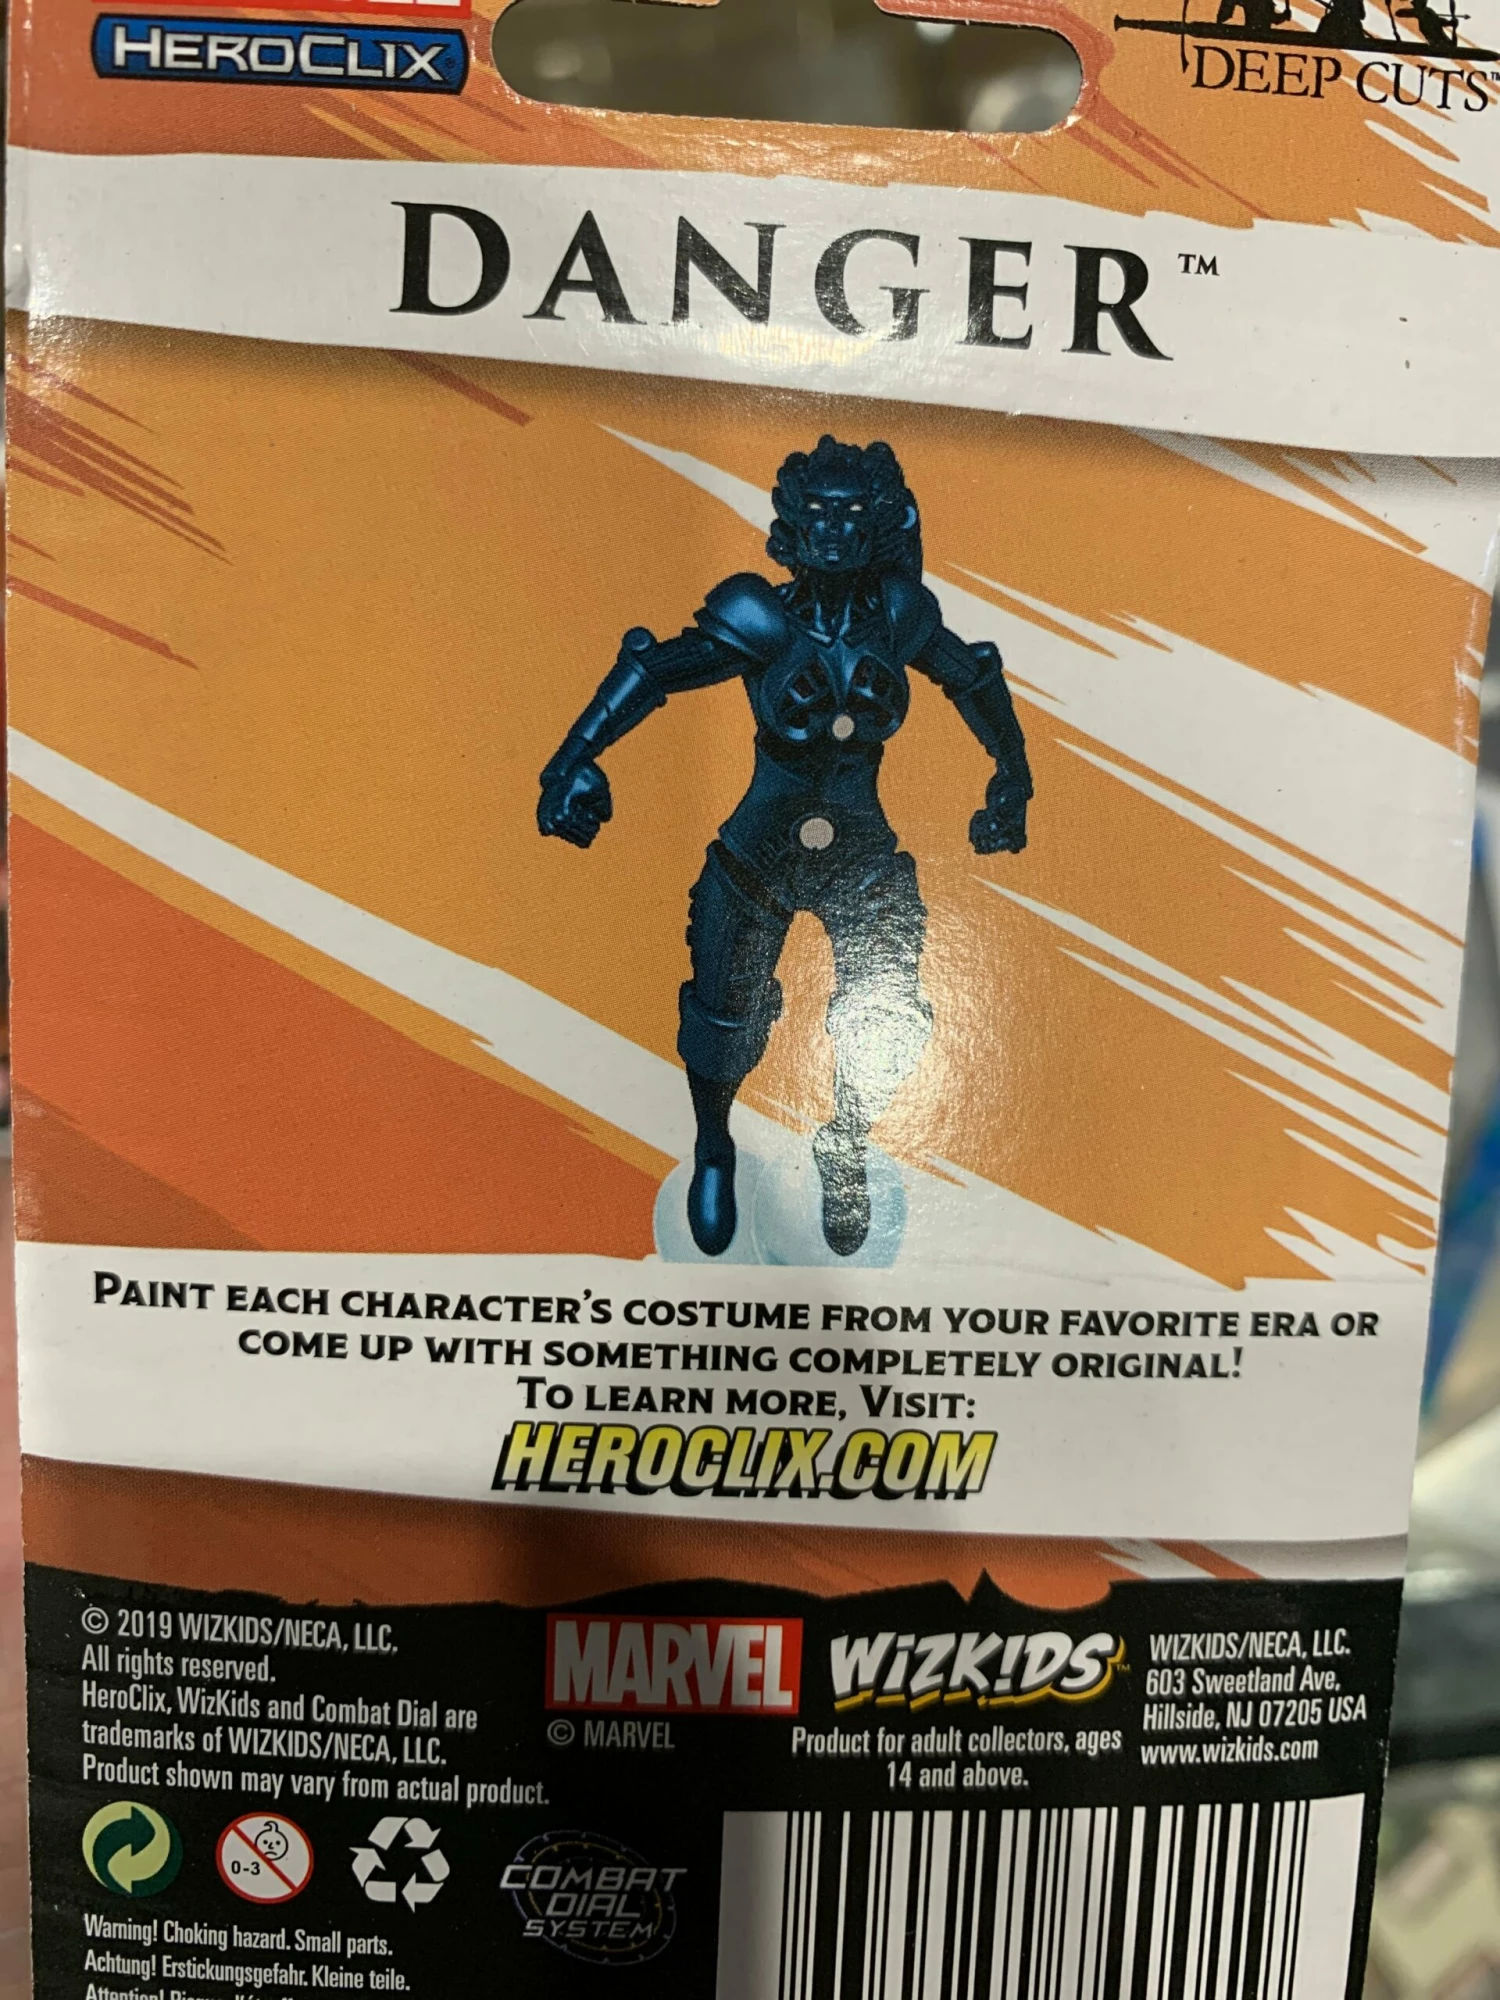 HEROCLIX®
DEEP CUTS™
DANGER™
PAINT EACH CHARACTER'S COSTUME FROM YOUR FAVORITE ERA OR
COME UP WITH SOMETHING COMPLETELY ORIGINAL!
TO LEARN MORE, VISIT:
HEROCLIX.COM
© 2019 WIZKIDS/NECA, LLC.
All rights reserved.
HeroClix, WizKids and Combat Dial are
trademarks of WIZKIDS/NECA, LLC.
Product shown may vary from actual product.
MARVEL
© MARVEL
WIZKIDS™
Product for adult collectors, ages
14 and above.
WIZKIDS/NECA, LLC.
603 Sweetland Ave,
Hillside, NJ 07205 USA
www.wizkids.com
0-3
COMBAT
DIAL
SYSTEM
Warning! Choking hazard. Small parts.
Achtung! Erstickungsgefahr. Kleine teile.
Attention!